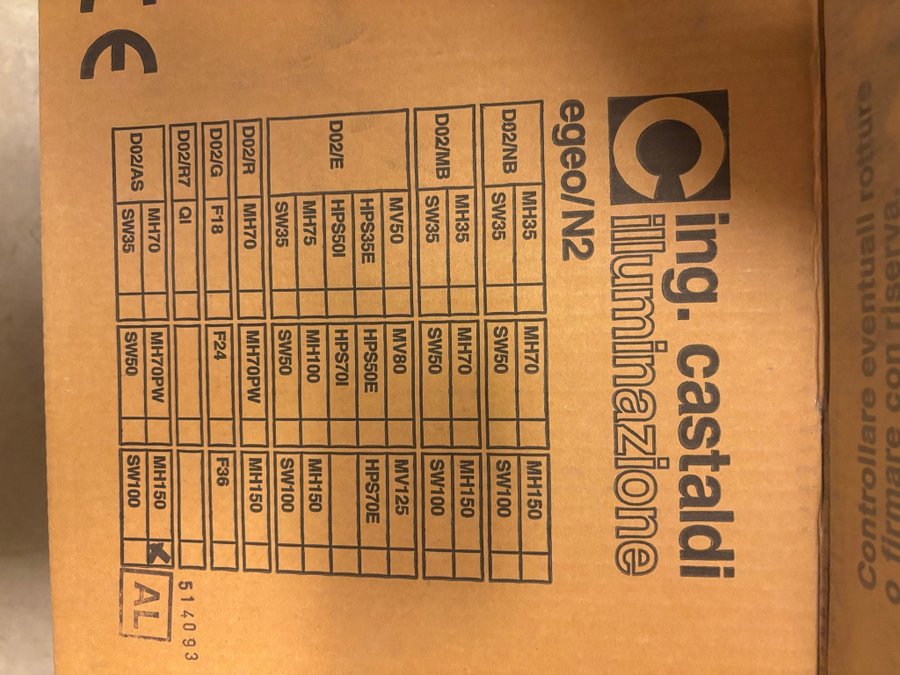 ing. castaldi
illuminazione
egeo/N2
D02/NB MH35 MH70 MH150
SW35 SW50 SW100
D02/MB MH35 MH70 MH150
SW35 SW50 SW100
D02/E MV50 MV80 MV125
HPS35E HPS50E HPS70E
HPS50I HPS70I
MH75 MH100 MH150
SW35 SW50 SW100
D02/R MH70 MH70PW MH150
D02/G F18 F24 F36
D02/R7 QI
D02/AS MH70 MH70PW MH150
SW35 SW50 SW100
514093
AL
CE
Controllare eventuali rotture
o firmare con riserva.